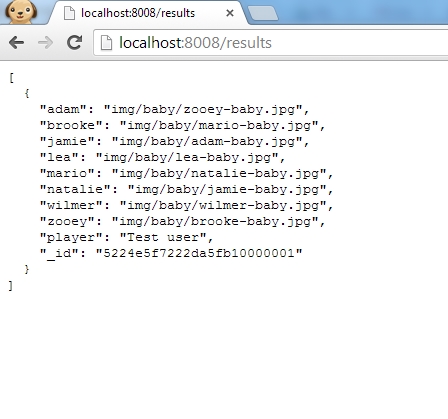 localhost:8008/results
localhost:8008/results
[
  {
    "adam": "img/baby/zooey-baby.jpg",
    "brooke": "img/baby/mario-baby.jpg",
    "jamie": "img/baby/adam-baby.jpg",
    "lea": "img/baby/lea-baby.jpg",
    "mario": "img/baby/natalie-baby.jpg",
    "natalie": "img/baby/jamie-baby.jpg",
    "wilmer": "img/baby/wilmer-baby.jpg",
    "zooey": "img/baby/brooke-baby.jpg",
    "player": "Test user",
    "_id": "5224e5f7222da5fb10000001"
  }
]